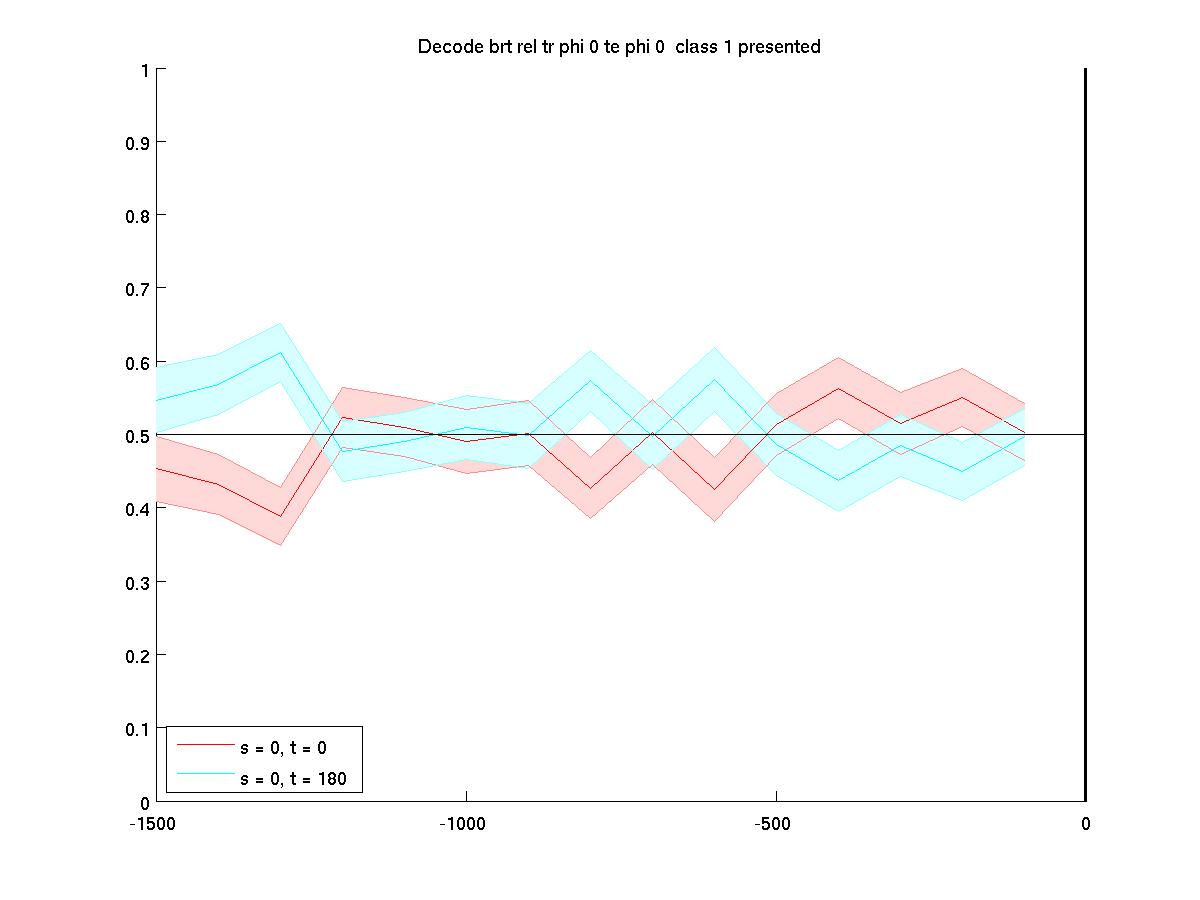 Decode brt rel tr phi 0 te phi 0  class 1 presented
1
0.9
0.8
0.7
0.6
0.5
0.4
0.3
0.2
0.1
0
s = 0, t = 0
s = 0, t = 180
-1500 -1000 -500 0